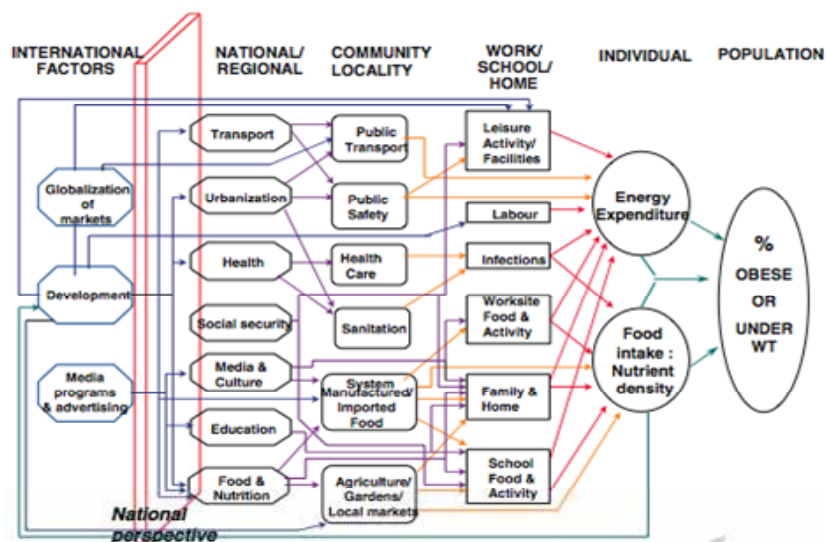 INTERNATIONAL
FACTORS
NATIONAL/
REGIONAL
COMMUNITY
LOCALITY
WORK/
SCHOOL/
HOME
INDIVIDUAL
POPULATION
Globalization
of
markets
Development
Media
programs
& advertising
Transport
Urbanization
Health
Social security
Media &
Culture
Education
Food &
Nutrition
National
perspective
Public
Transport
Public
Safety
Health
Care
Sanitation
System
Manufactured/
Imported
Food
Agriculture/
Gardens/
Local markets
Leisure
Activity/
Facilities
Labour
Infections
Worksite
Food &
Activity
Family &
Home
School
Food &
Activity
Energy
Expenditure
Food
intake :
Nutrient
density
%
OBESE
OR
UNDER
WT